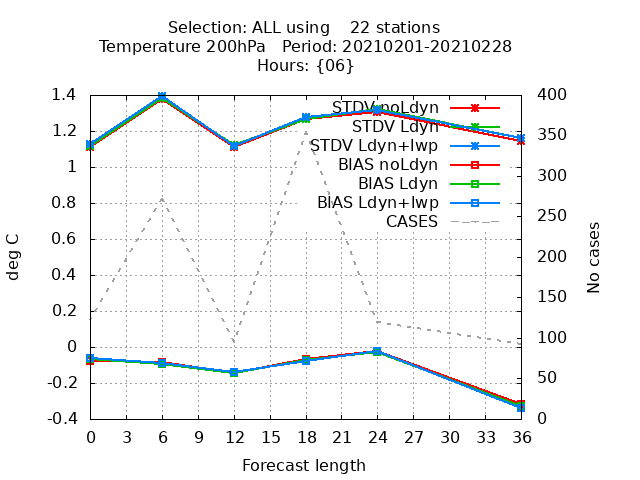 Selection: ALL using    22 stations
Temperature 200hPa   Period: 20210201-20210228
Hours: {06}
1.4
1.2
1
0.8
0.6
0.4
0.2
0
-0.2
-0.4
deg C
STDV noLdyn
STDV Ldyn
STDV Ldyn+lwp
BIAS noLdyn
BIAS Ldyn
BIAS Ldyn+lwp
CASES
400
350
300
250
200
150
100
50
0
No cases
0 3 6 9 12 15 18 21 24 27 30 33 36
Forecast length